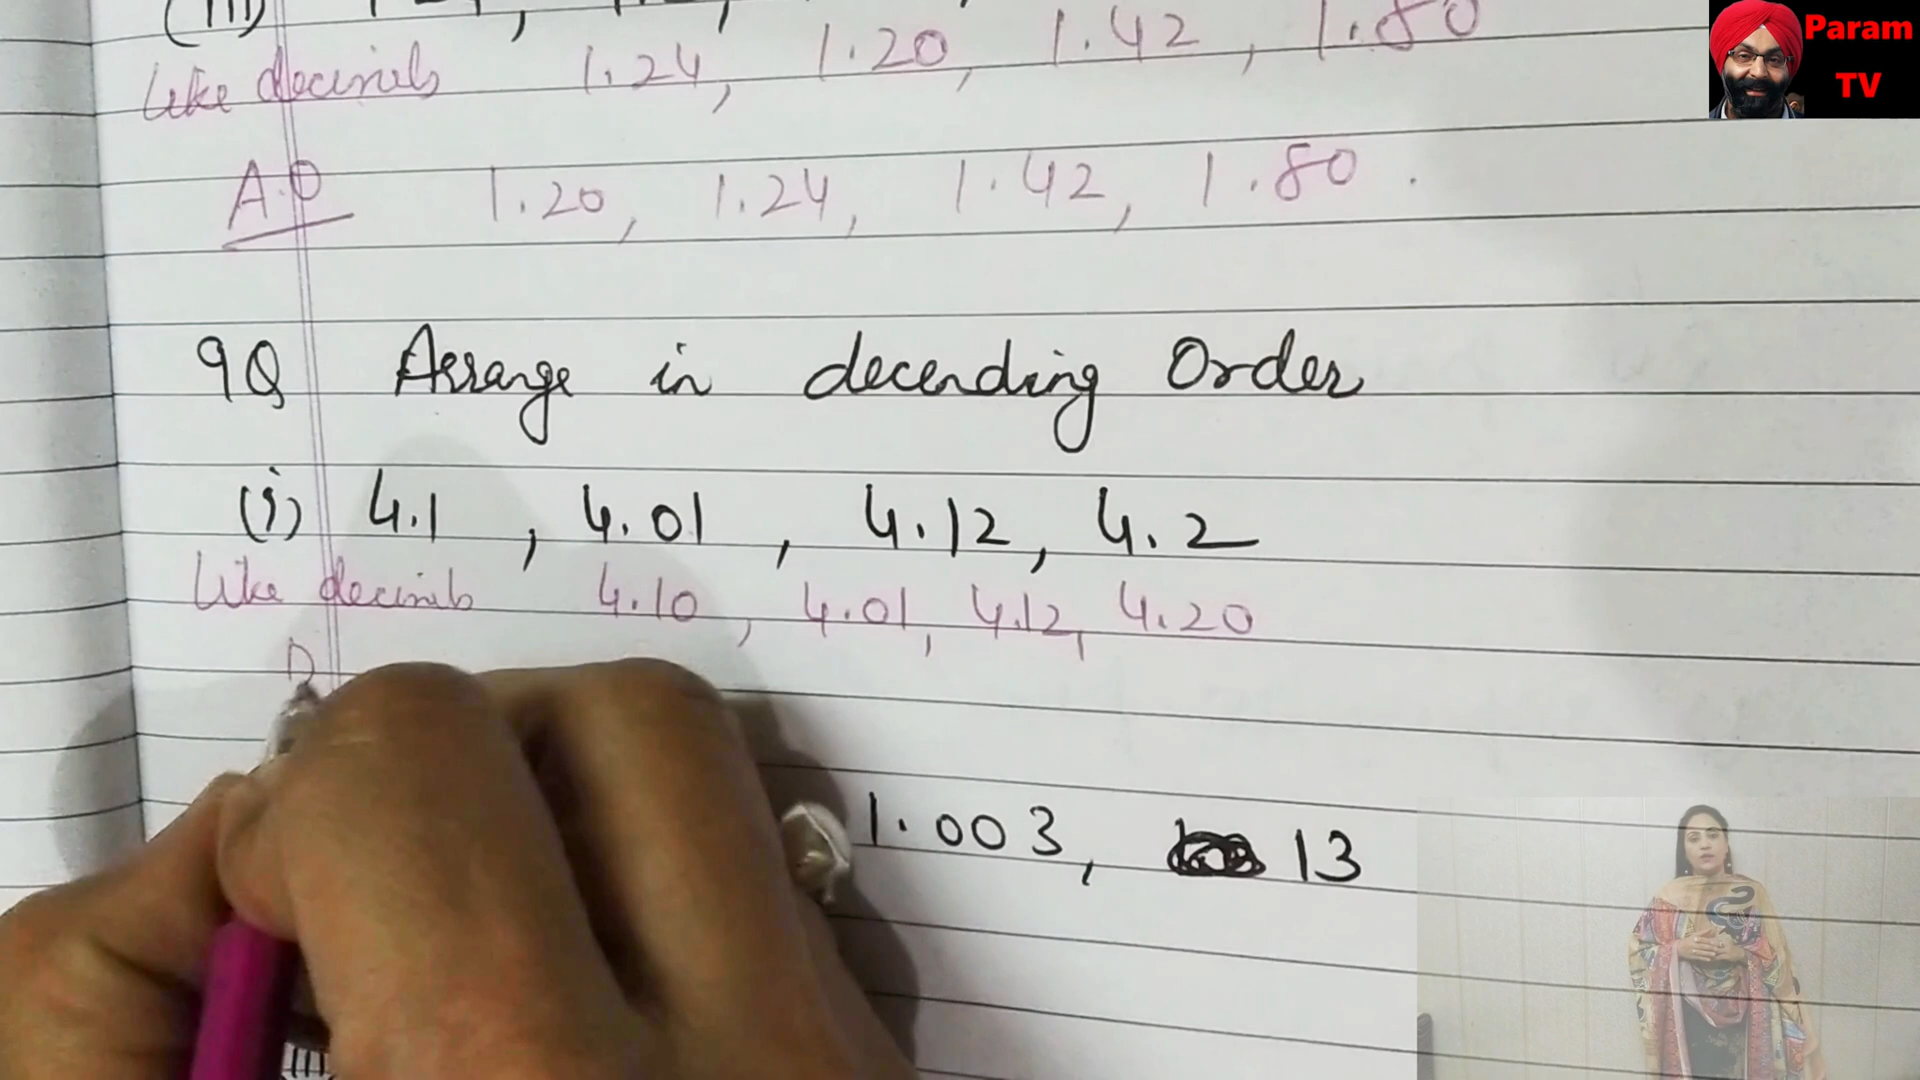 (iii)
Param
TV
Like decimals 1.24, 1.20, 1.42, 1.80
A.O 1.20, 1.24, 1.42, 1.80.
9Q Arrange in decending Order
(i) 4.1, 4.01, 4.12, 4.2
Like decimals 4.10, 4.01, 4.12, 4.20
D
1.003, 13